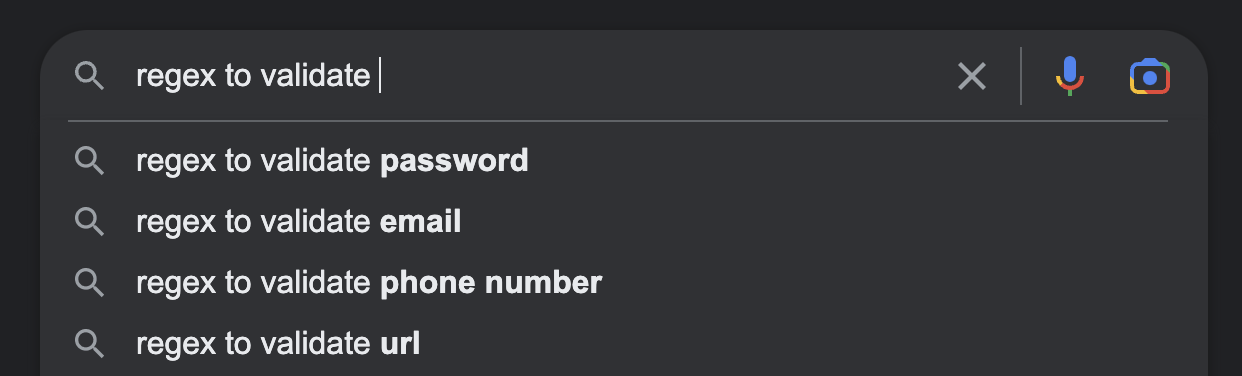 regex to validate
regex to validate password
regex to validate email
regex to validate phone number
regex to validate url